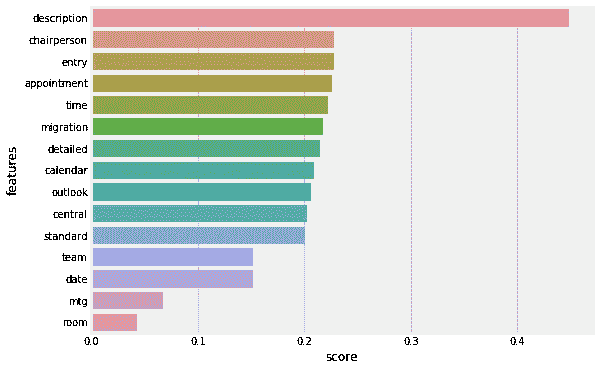 description
chairperson
entry
appointment
time
migration
detailed
calendar
outlook
central
standard
team
date
mtg
room
features
0.0 0.1 0.2 0.3 0.4
score